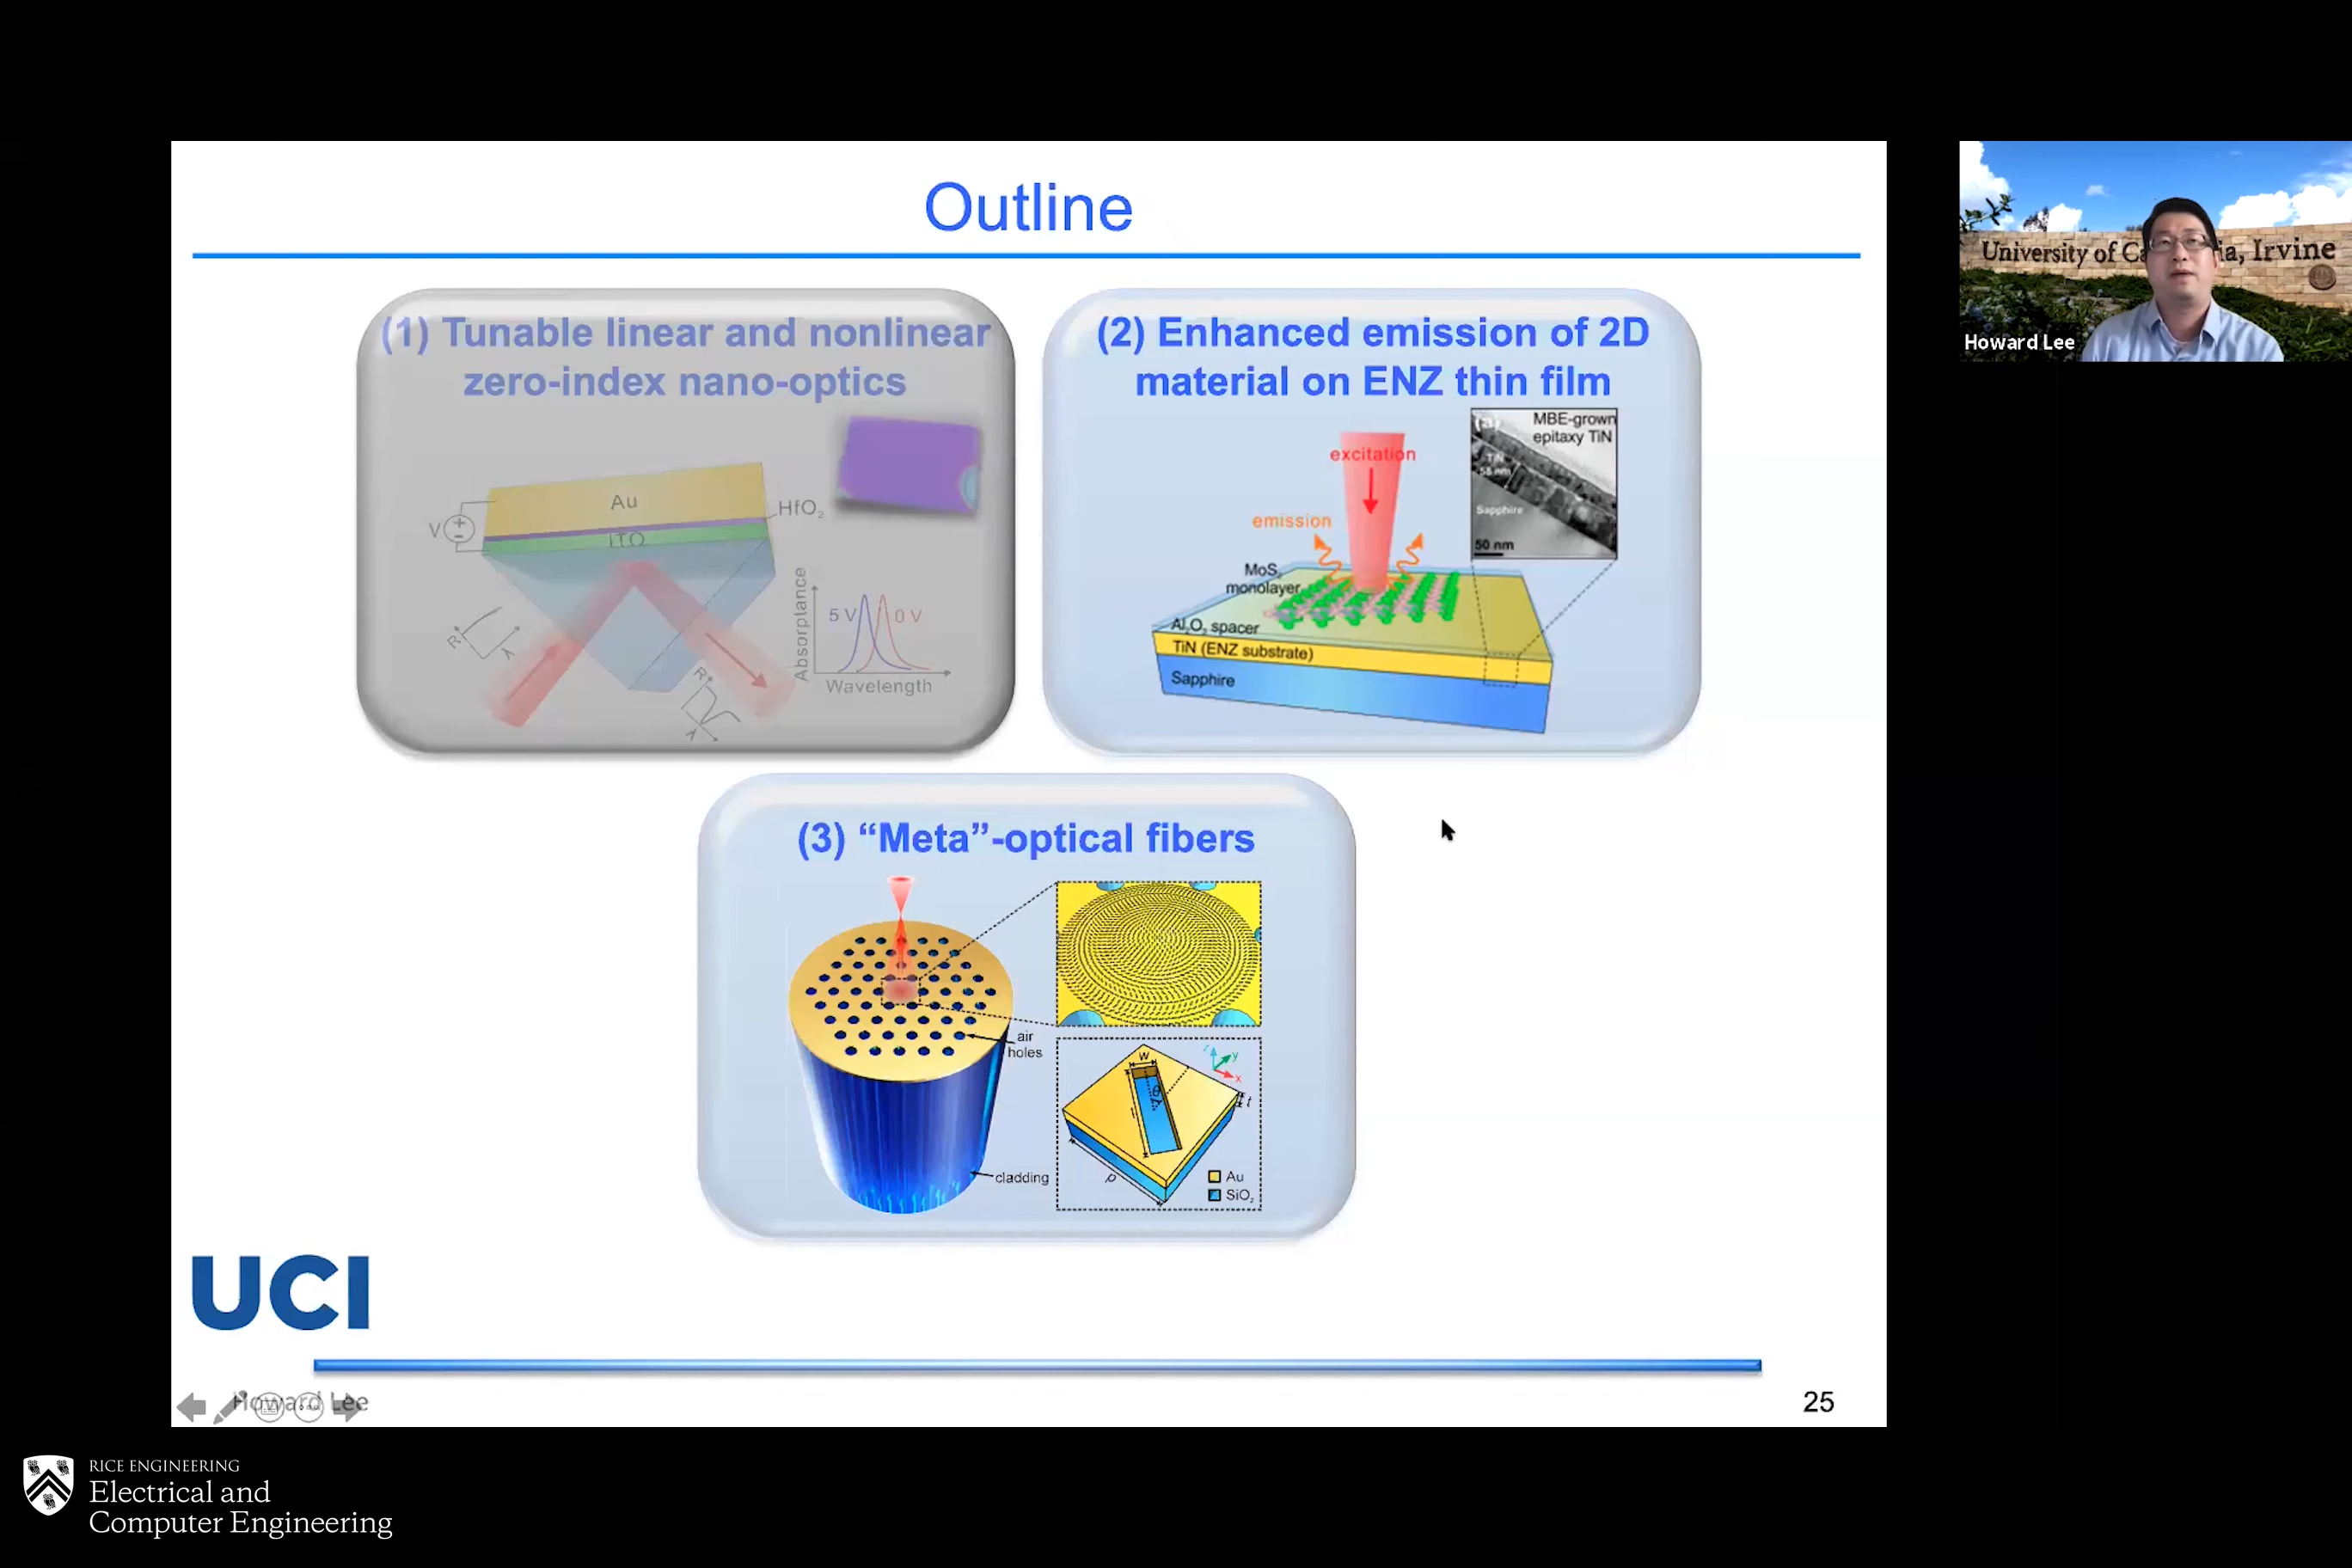 Outline
(1) Tunable linear and nonlinear
zero-index nano-optics
Au
HfO2
V
ITO
R
λ
R
λ
Absorptance
5 V
0 V
Wavelength
(2) Enhanced emission of 2D
material on ENZ thin film
MBE-grown
epitaxy TiN
TiN
Sapphire
50 nm
excitation
emission
MoS2
monolayer
Al2O3 spacer
TiN (ENZ substrate)
Sapphire
(3) “Meta”-optical fibers
air
holes
cladding
w
θ
l
t
p
z
y
x
Au
SiO2
UCI
Howard Lee
25
University of Ca ia, Irvine
Howard Lee
RICE ENGINEERING
Electrical and
Computer Engineering